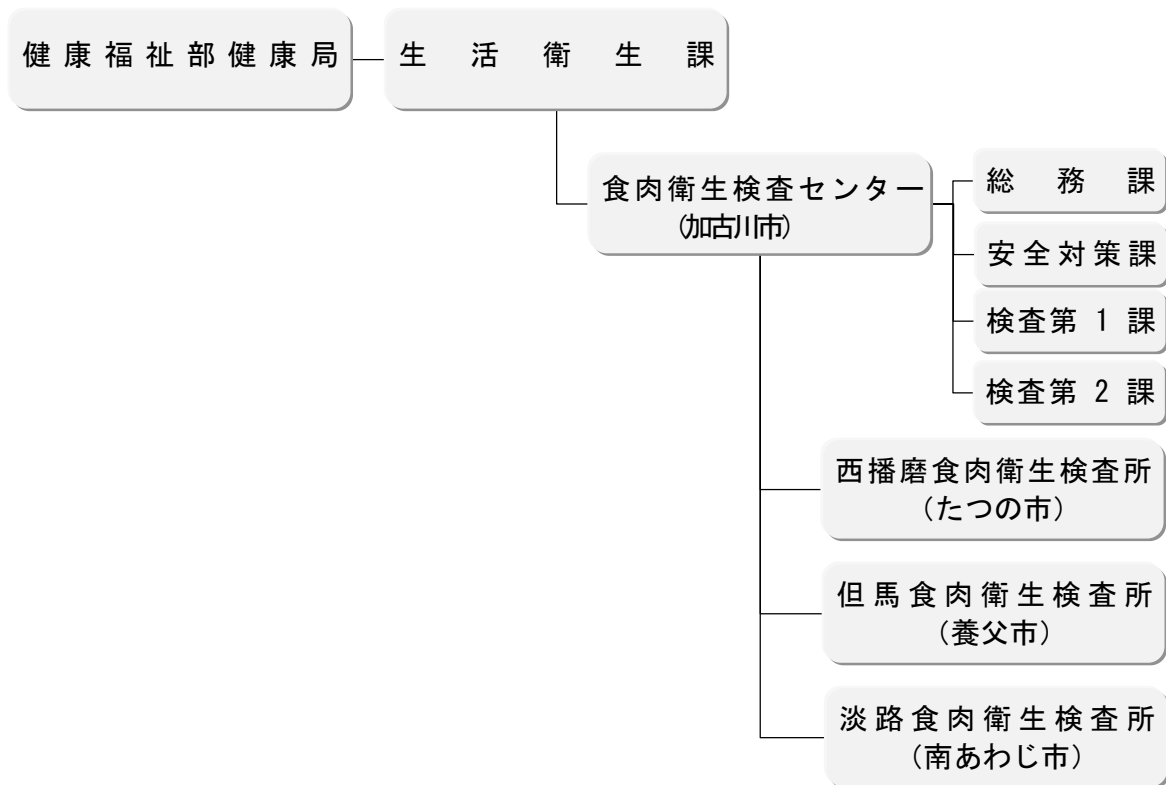 健康福祉部健康局
生活衛生課
食肉衛生検査センター
（加古川市）
総務課
安全対策課
検査第 1 課
検査第 2 課
西播磨食肉衛生検査所
（たつの市）
但馬食肉衛生検査所
（養父市）
淡路食肉衛生検査所
（南あわじ市）